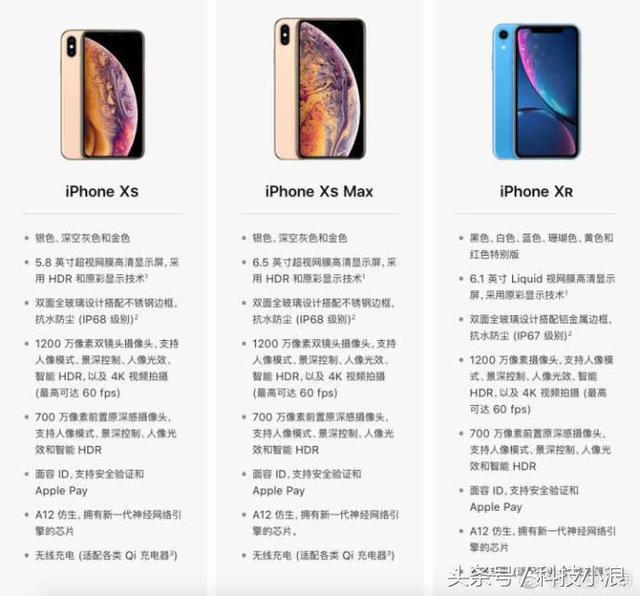 iPhone Xs
银色、深空灰色和金色
5.8 英寸超视网膜高清显示屏，采
用 HDR 和原彩显示技术¹
双面全玻璃设计搭配不锈钢边框，
抗水防尘 (IP68 级别)²
1200 万像素双镜头摄像头，支持
人像模式、景深控制、人像光效、
智能 HDR，以及 4K 视频拍摄
(最高可达 60 fps)
700 万像素前置原深感摄像头，
支持人像模式、景深控制、人像光
效和智能 HDR
面容 ID，支持安全验证和
Apple Pay
A12 仿生，拥有新一代神经网络引
擎的芯片
无线充电 (适配各类 Qi 充电器³)
iPhone Xs Max
银色、深空灰色和金色
6.5 英寸超视网膜高清显示屏，采
用 HDR 和原彩显示技术¹
双面全玻璃设计搭配不锈钢边框，
抗水防尘 (IP68 级别)²
1200 万像素双镜头摄像头，支持
人像模式、景深控制、人像光效、
智能 HDR，以及 4K 视频拍摄
(最高可达 60 fps)
700 万像素前置原深感摄像头，
支持人像模式、景深控制、人像光
效和智能 HDR
面容 ID，支持安全验证和
Apple Pay
A12 仿生，拥有新一代神经网络引
擎的芯片。
无线充电 (适配各类 Qi 充电器³)
iPhone XR
黑色、白色、蓝色、珊瑚色、黄色和
红色特别版
6.1 英寸 Liquid 视网膜高清显示
屏，采用原彩显示技术¹
双面全玻璃设计搭配铝金属边框，
抗水防尘 (IP67 级别)²
1200 万像素摄像头，支持人像模
式、景深控制、人像光效、智能
HDR，以及 4K 视频拍摄 (最高
可达 60 fps)
700 万像素前置原深感摄像头，
支持人像模式、景深控制、人像光
效和智能 HDR
面容 ID，支持安全验证和
Apple Pay
A12 仿生，拥有新一代神经网络引
擎的芯片
头条号 / 科技小浪